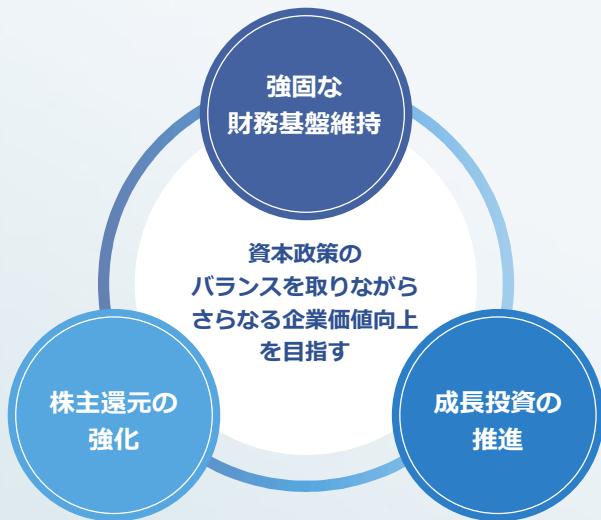 強固な
財務基盤維持
資本政策の
バランスを取りながら
さらなる企業価値向上
を目指す
株主還元の
強化
成長投資の
推進